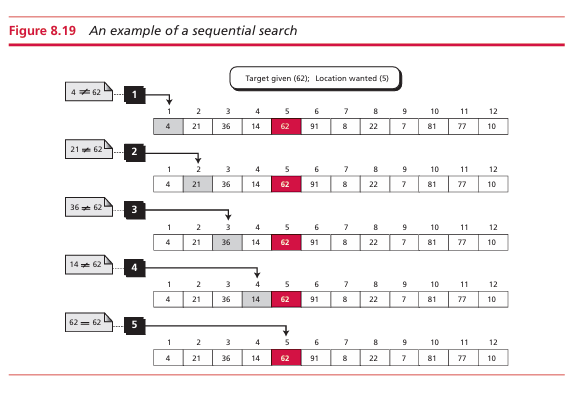 Figure 8.19 An example of a sequential search
Target given (62); Location wanted (5)
4 ≠ 62
1
1 2 3 4 5 6 7 8 9 10 11 12
4 21 36 14 62 91 8 22 7 81 77 10
21 ≠ 62
2
1 2 3 4 5 6 7 8 9 10 11 12
4 21 36 14 62 91 8 22 7 81 77 10
36 ≠ 62
3
1 2 3 4 5 6 7 8 9 10 11 12
4 21 36 14 62 91 8 22 7 81 77 10
14 ≠ 62
4
1 2 3 4 5 6 7 8 9 10 11 12
4 21 36 14 62 91 8 22 7 81 77 10
62 = 62
5
1 2 3 4 5 6 7 8 9 10 11 12
4 21 36 14 62 91 8 22 7 81 77 10